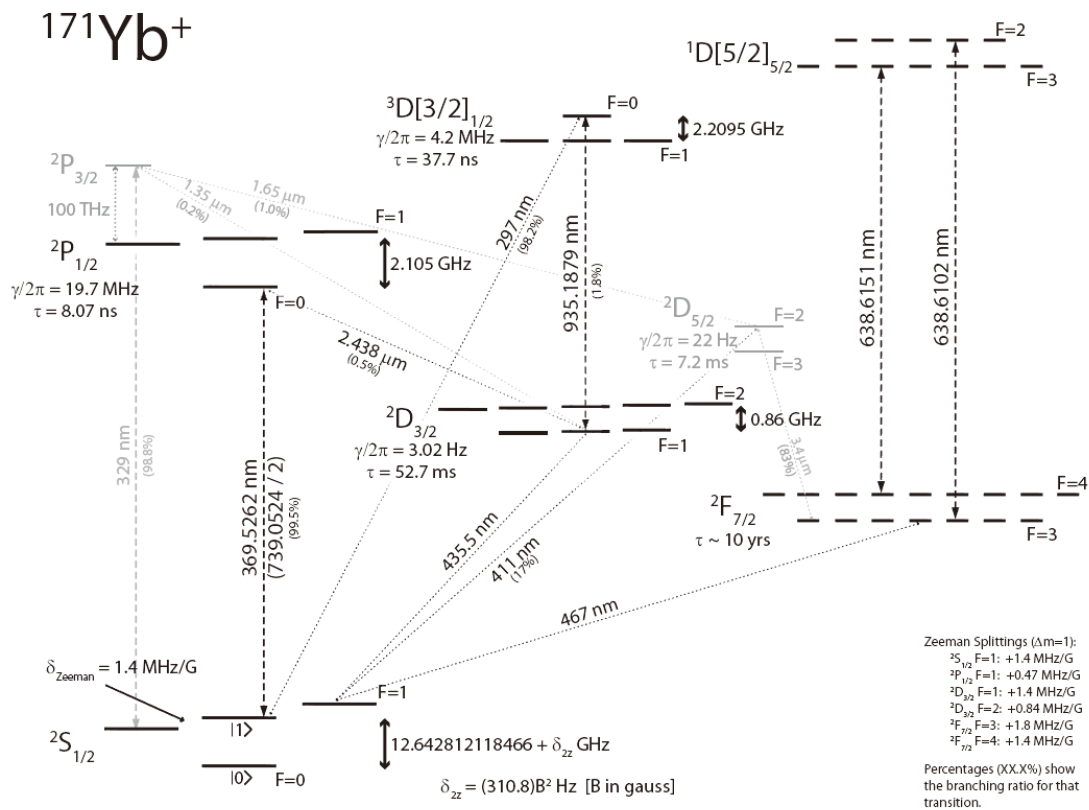 171Yb+
1D[5/2]5/2
F=2
F=3
3D[3/2]1/2
F=0
γ/2π = 4.2 MHz
τ = 37.7 ns
F=1
2.2095 GHz
2P3/2
100 THz
1.35 μm
(0.2%)
1.65 μm
(1.0%)
2P1/2
F=1
2.105 GHz
γ/2π = 19.7 MHz
τ = 8.07 ns
F=0
297 nm
(98.2%)
935.1879 nm
(1.8%)
638.6151 nm
638.6102 nm
2D5/2
F=2
γ/2π = 22 Hz
τ = 7.2 ms
F=3
2.438 μm
(0.5%)
2D3/2
F=2
0.86 GHz
γ/2π = 3.02 Hz
τ = 52.7 ms
F=1
329 nm
(98.8%)
369.5262 nm
(739.0524 / 2)
(99.5%)
3.4 μm
(83%)
2F7/2
F=4
τ ~ 10 yrs
F=3
435.5 nm
411 nm
(17%)
467 nm
δZeeman = 1.4 MHz/G
F=1
2S1/2
|1>
|0>
F=0
12.642812118466 + δ2z GHz
δ2z = (310.8)B² Hz [B in gauss]
Zeeman Splittings (Δm=1):
²S1/2 F=1: +1.4 MHz/G
²P1/2 F=1: +0.47 MHz/G
²D3/2 F=1: +1.4 MHz/G
²D3/2 F=2: +0.84 MHz/G
²F7/2 F=3: +1.8 MHz/G
²F7/2 F=4: +1.4 MHz/G
Percentages (XX.X%) show
the branching ratio for that
transition.